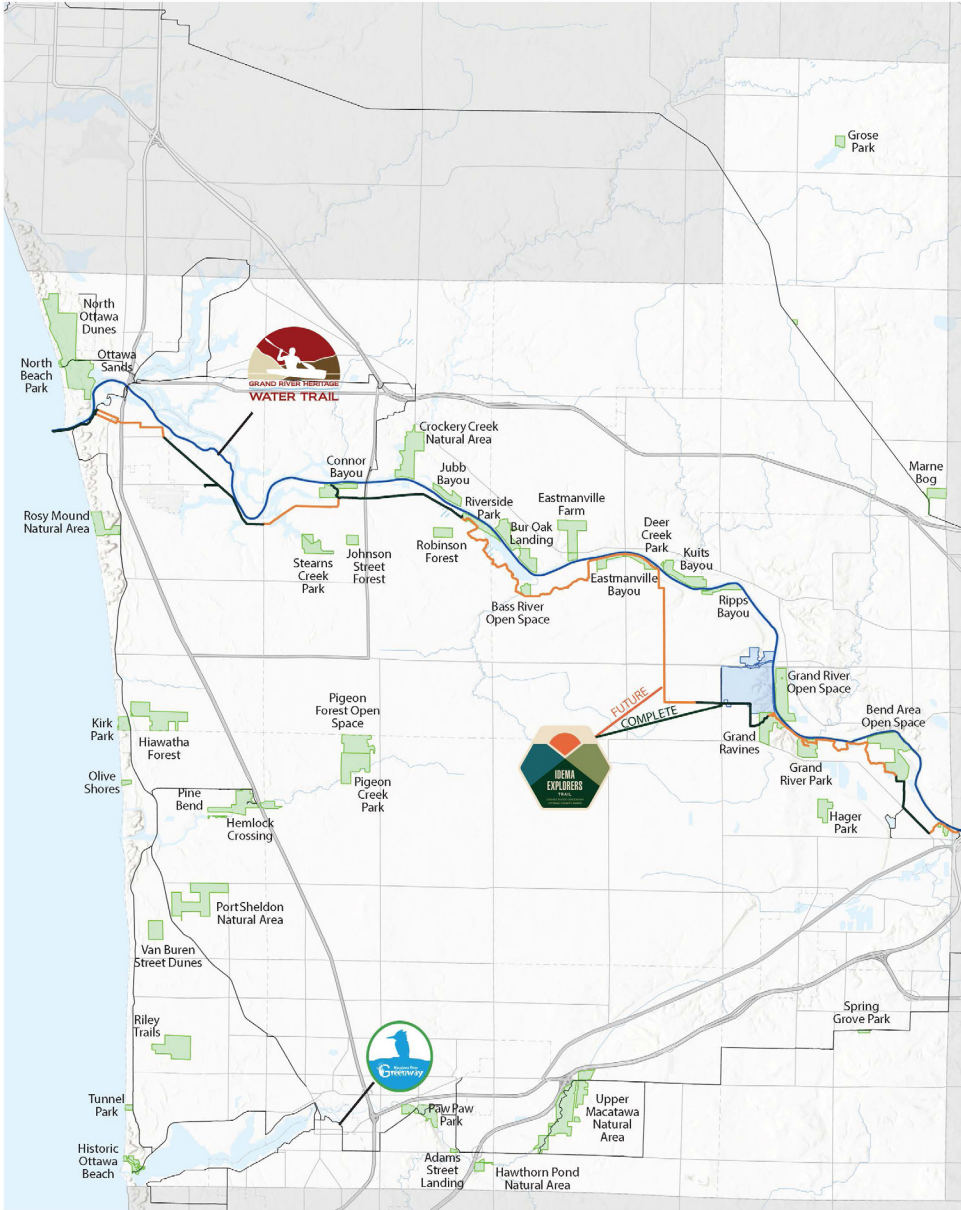 Grose
Park
North
Ottawa
Dunes
Ottawa
Sands
North
Beach
Park
GRAND RIVER HERITAGE
WATER TRAIL
Crockery Creek
Natural Area
Connor
Bayou
Jubb
Bayou
Riverside
Park
Eastmanville
Farm
Marne
Bog
Rosy Mound
Natural Area
Bur Oak
Landing
Deer
Creek
Park
Kuits
Bayou
Stearns
Creek
Park
Johnson
Street
Forest
Robinson
Forest
Bass River
Open Space
Eastmanville
Bayou
Ripps
Bayou
Grand River
Open Space
FUTURE
COMPLETE
Pigeon
Forest Open
Space
Bend Area
Open Space
Kirk
Park
Hiawatha
Forest
Grand
Ravines
Grand
River Park
IDEMA
EXPLORERS
TRAIL
Olive
Shores
Pine
Bend
Pigeon
Creek
Park
Hemlock
Crossing
Hager
Park
Port Sheldon
Natural Area
Van Buren
Street Dunes
Riley
Trails
Spring
Grove Park
Greenway
Tunnel
Park
Paw Paw
Park
Upper
Macatawa
Natural
Area
Historic
Ottawa
Beach
Adams
Street
Landing
Hawthorn Pond
Natural Area